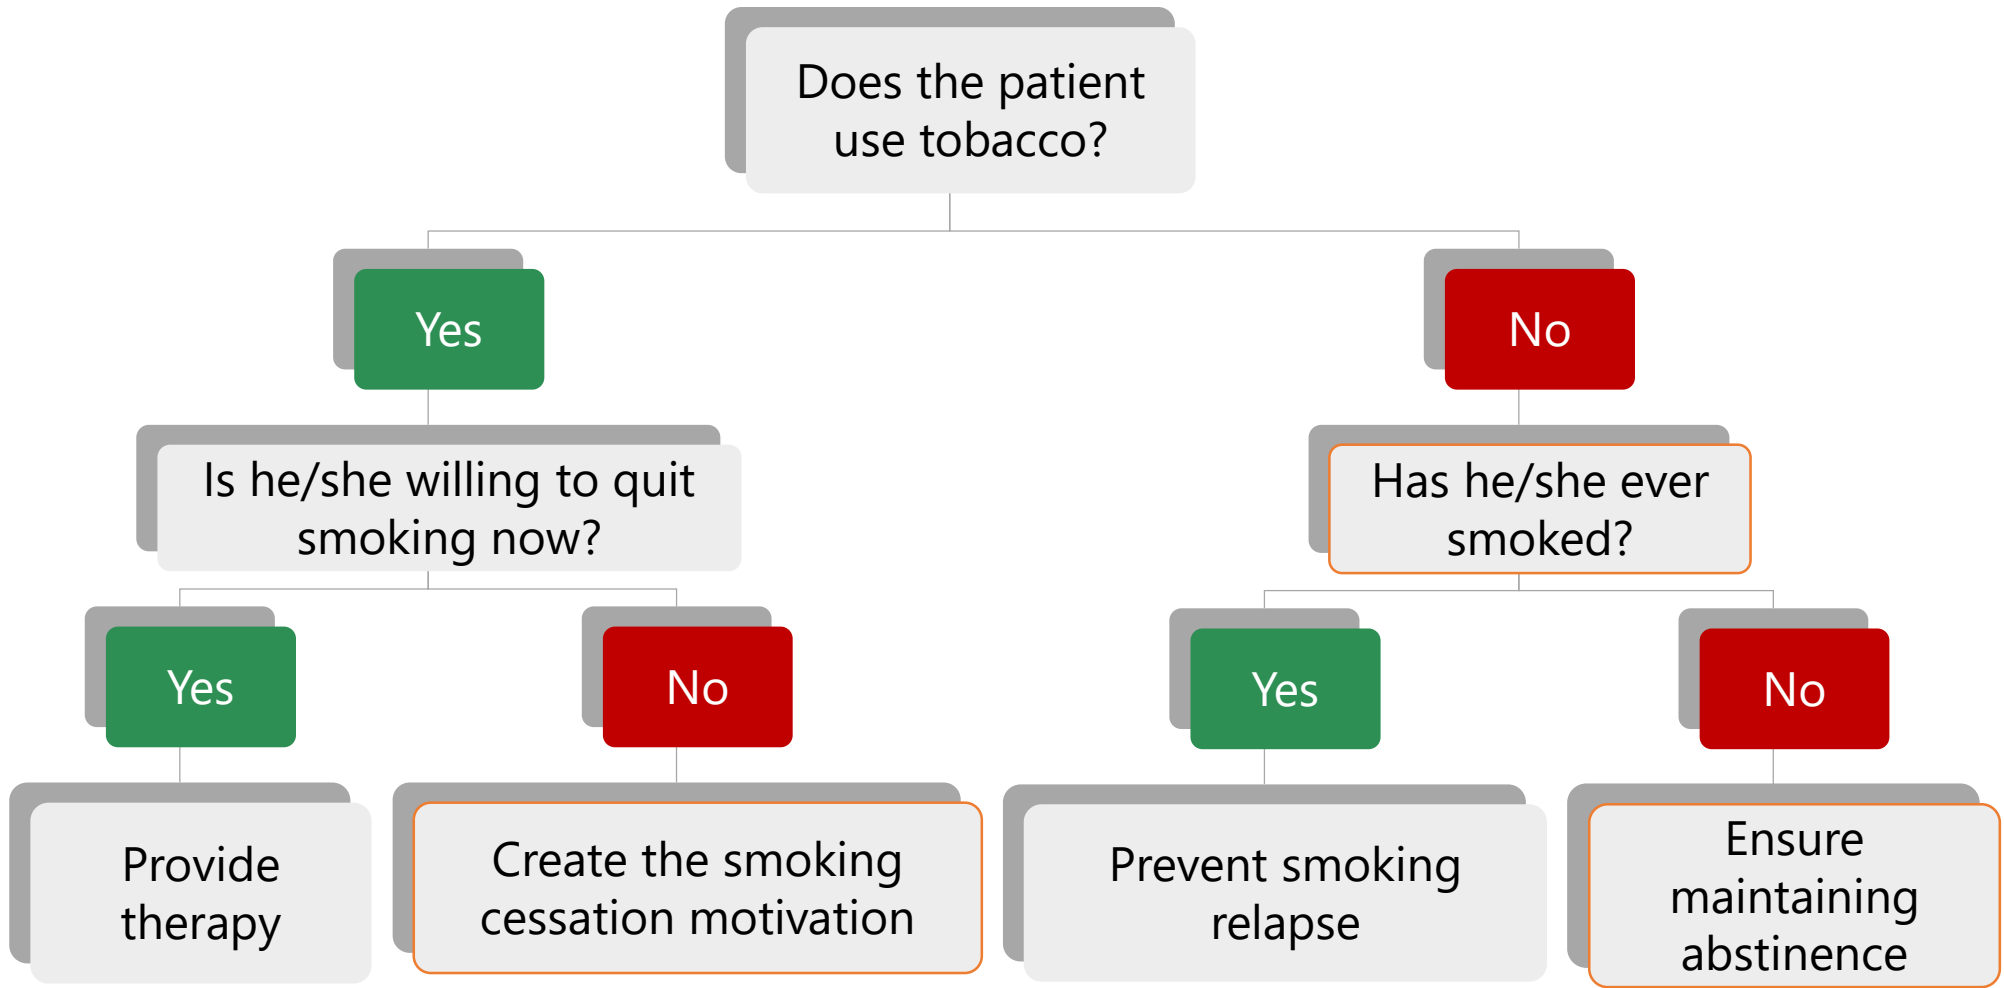 Does the patient
use tobacco?
Yes
No
Is he/she willing to quit
smoking now?
Has he/she ever
smoked?
Yes
No
Yes
No
Provide
therapy
Create the smoking
cessation motivation
Prevent smoking
relapse
Ensure
maintaining
abstinence